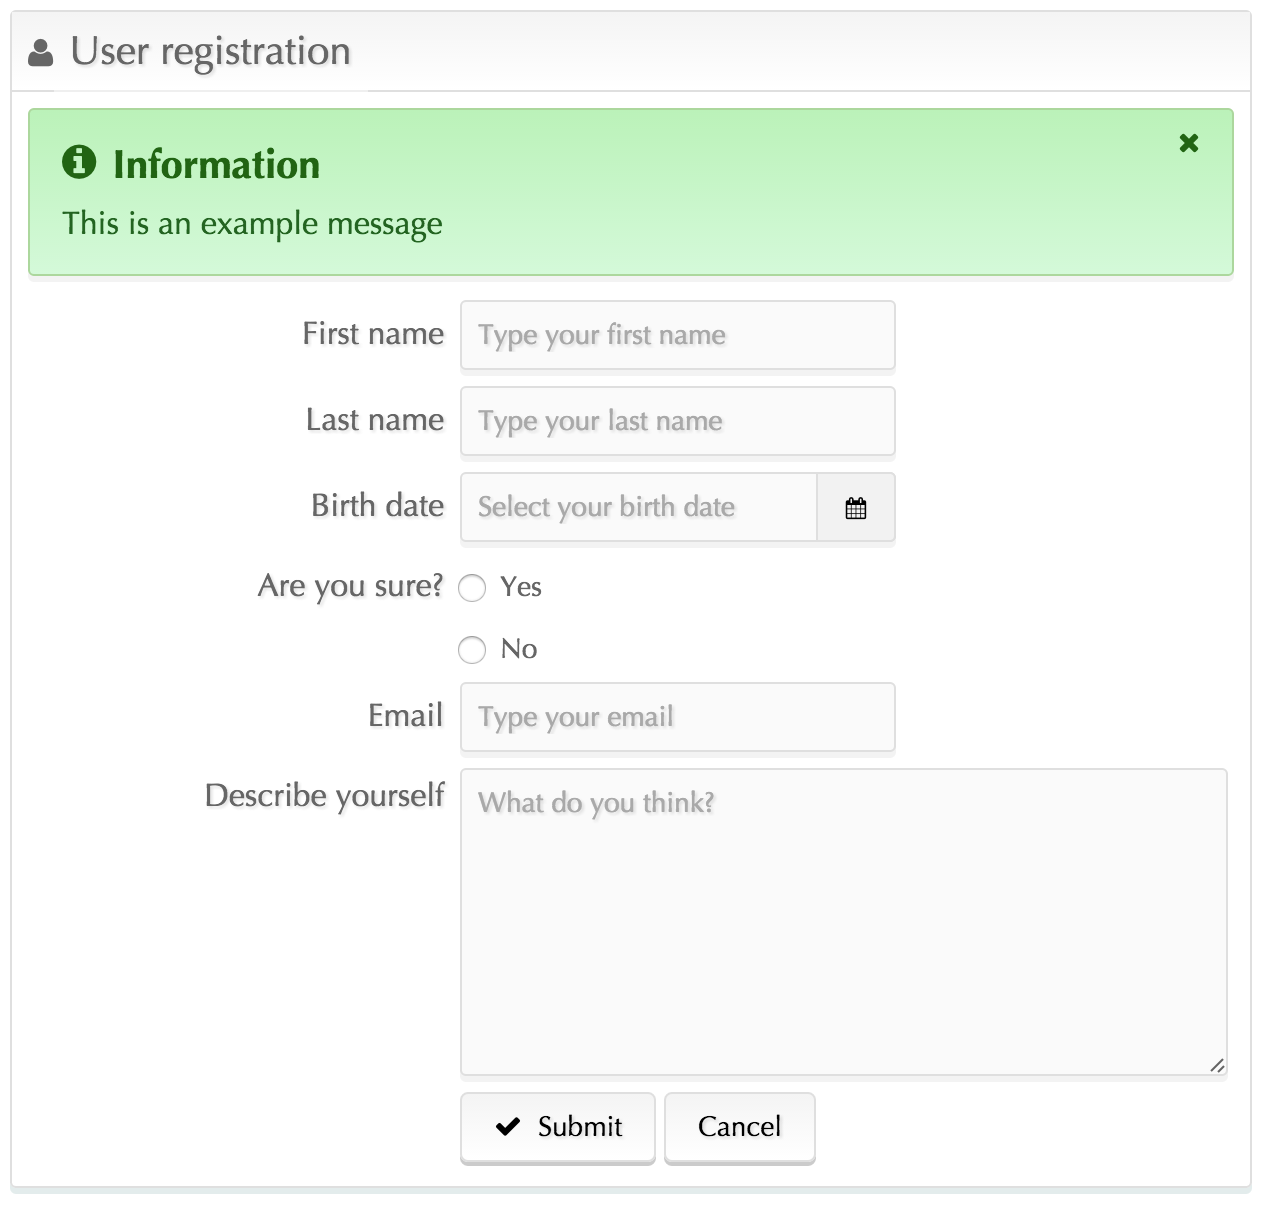 User registration
Information
This is an example message
First name Type your first name
Last name Type your last name
Birth date Select your birth date
Are you sure? Yes
No
Email Type your email
Describe yourself What do you think?
Submit Cancel